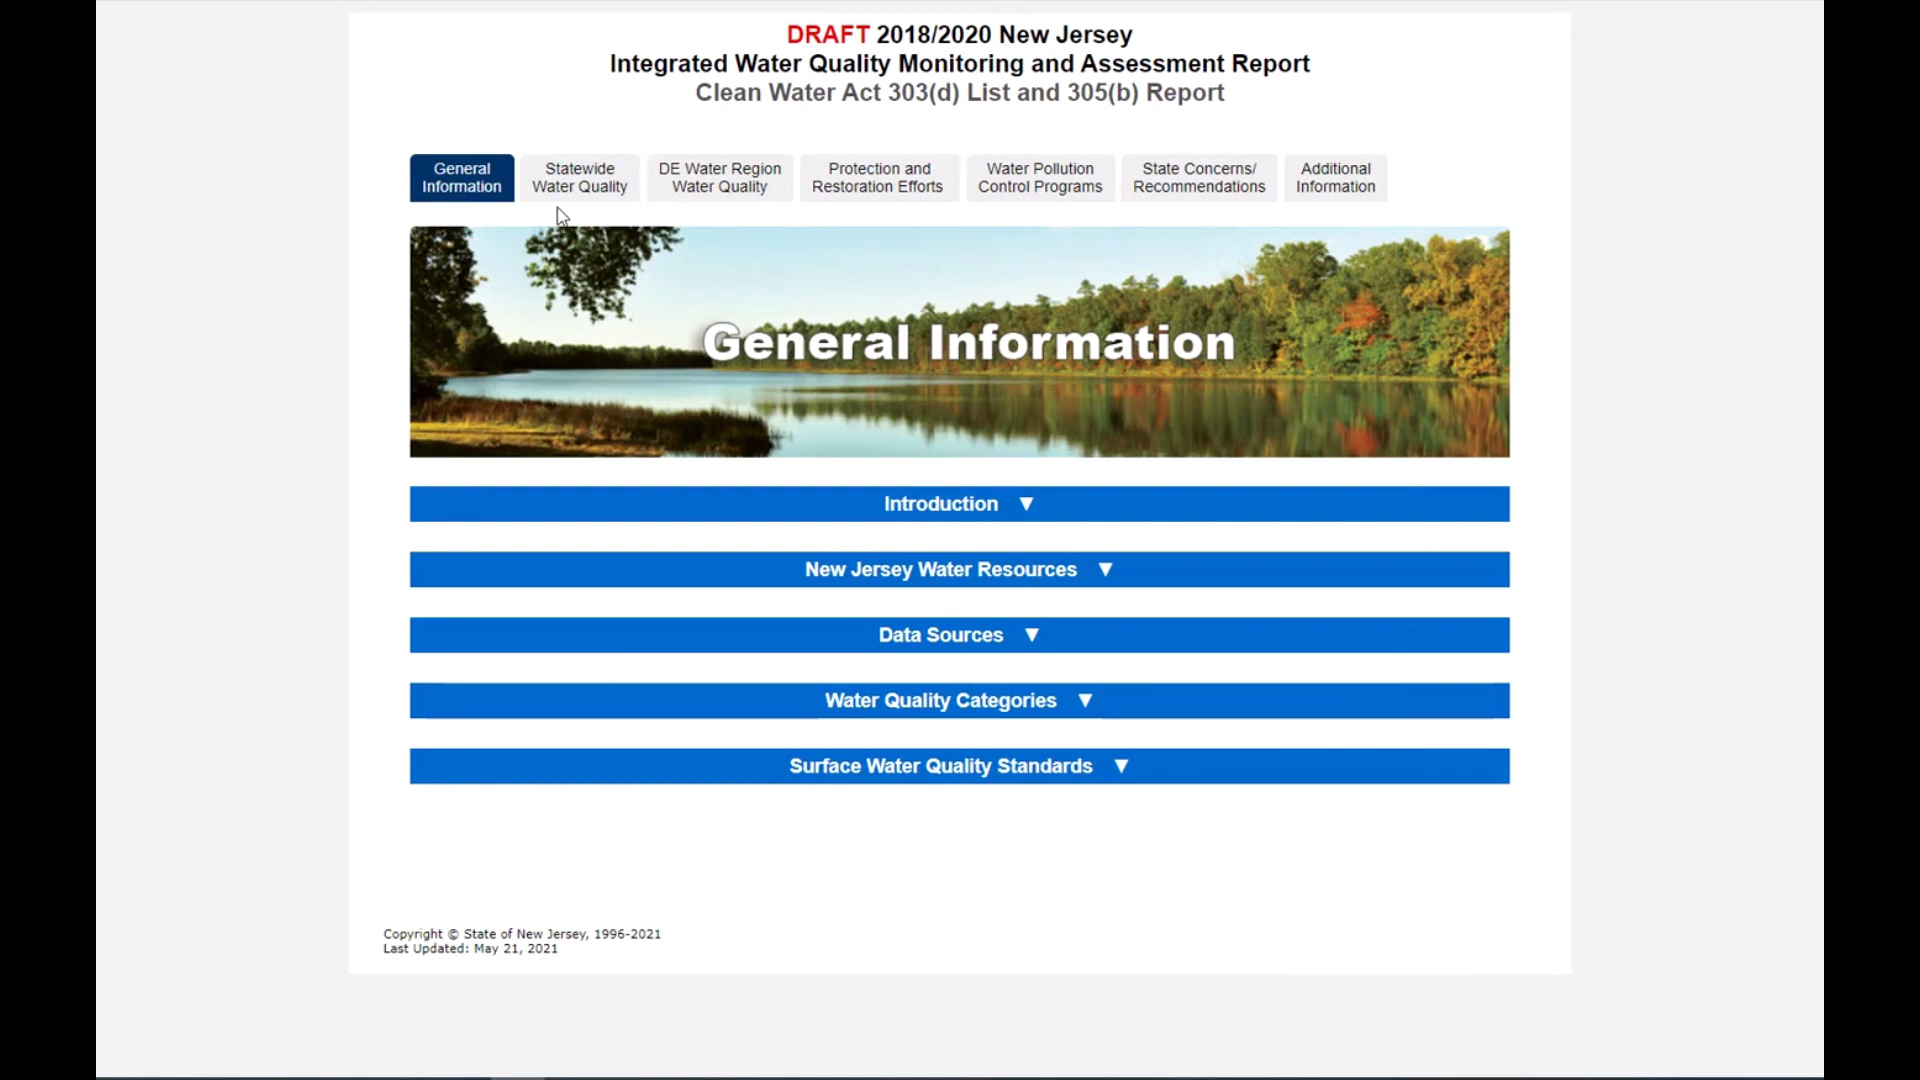 DRAFT 2018/2020 New Jersey
Integrated Water Quality Monitoring and Assessment Report
Clean Water Act 303(d) List and 305(b) Report
General
Information
Statewide
Water Quality
DE Water Region
Water Quality
Protection and
Restoration Efforts
Water Pollution
Control Programs
State Concerns/
Recommendations
Additional
Information
General Information
Introduction ▼
New Jersey Water Resources ▼
Data Sources ▼
Water Quality Categories ▼
Surface Water Quality Standards ▼
Copyright © State of New Jersey, 1996-2021
Last Updated: May 21, 2021